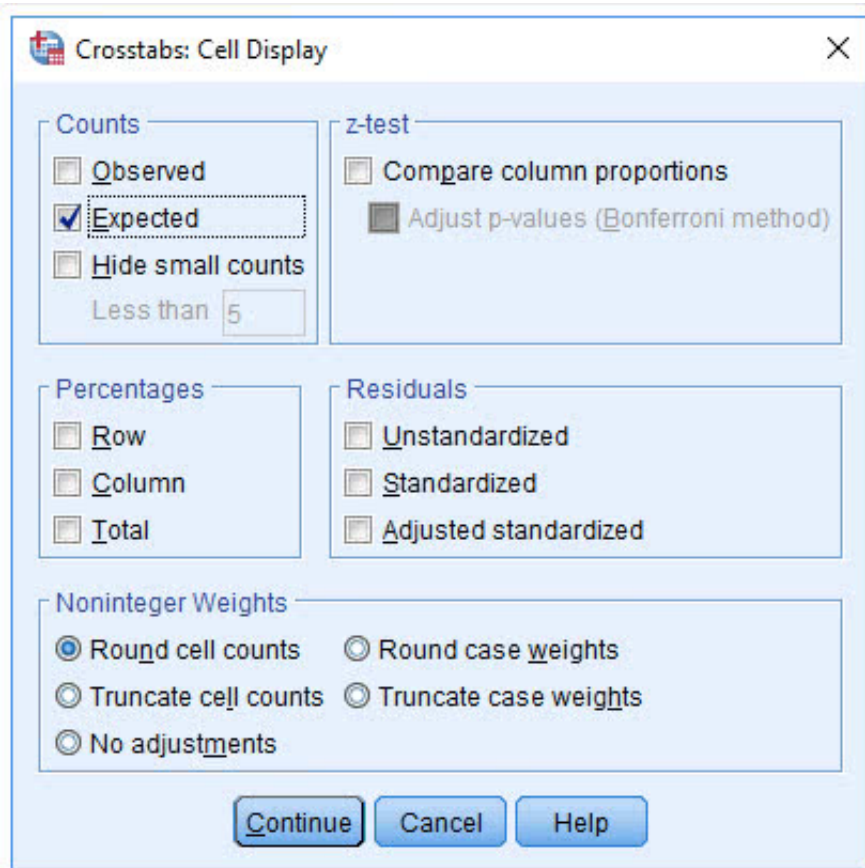 Crosstabs: Cell Display
Counts
Observed
Expected
Hide small counts
Less than 5
z-test
Compare column proportions
Adjust p-values (Bonferroni method)
Percentages
Row
Column
Total
Residuals
Unstandardized
Standardized
Adjusted standardized
Noninteger Weights
Round cell counts
Round case weights
Truncate cell counts
Truncate case weights
No adjustments
Continue
Cancel
Help